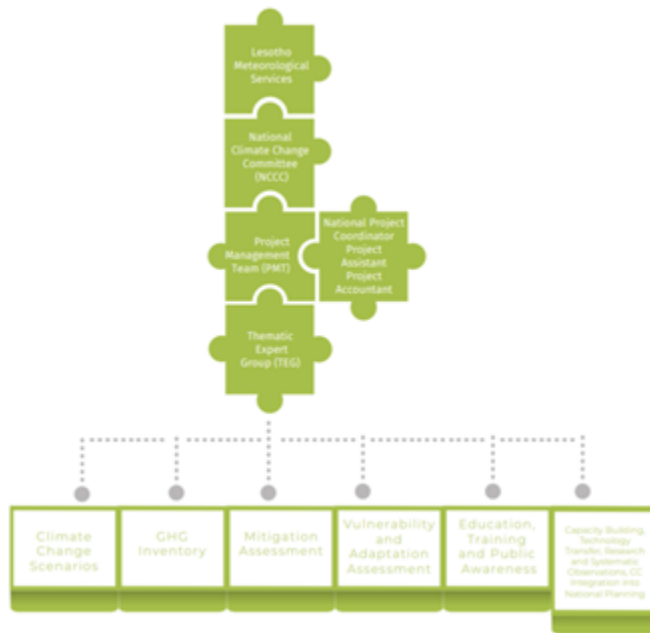 Lesotho
Meteorological
Services
National
Climate Change
Committee
(NCCC)
Project
Management
Team (PMT)
National Project
Coordinator
Project
Assistant
Project
Accountant
Thematic
Expert
Group (TEG)
Climate
Change
Scenarios
GHG
Inventory
Mitigation
Assessment
Vulnerability
and
Adaptation
Assessment
Education,
Training
and Public
Awareness
Capacity Building,
Technology
Transfer, Research
and Systematic
Observations, CC
Integration into
National Planning